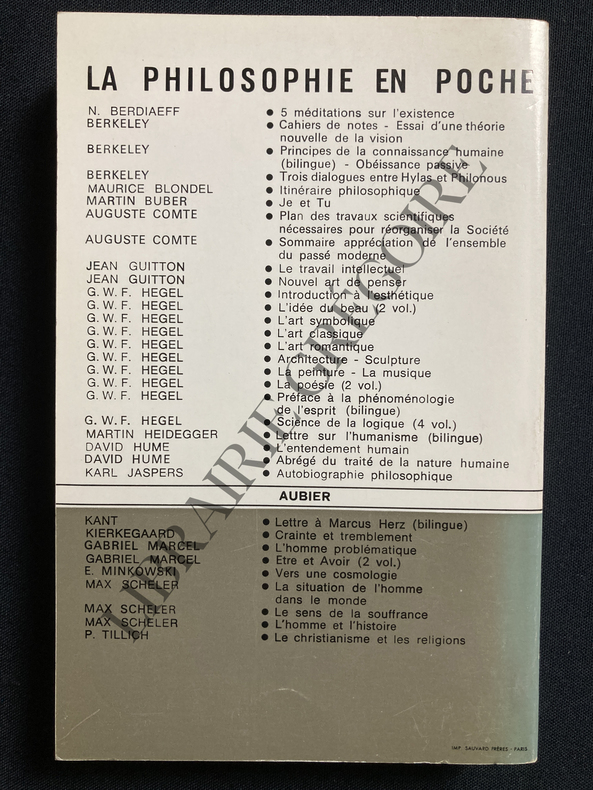 LA PHILOSOPHIE EN POCHE
N. BERDIAEFF ● 5 méditations sur l'existence
BERKELEY ● Cahiers de notes - Essai d'une théorie
nouvelle de la vision
BERKELEY ● Principes de la connaissance humaine
(bilingue) - Obéissance passive
BERKELEY ● Trois dialogues entre Hylas et Philonous
MAURICE BLONDEL ● Itinéraire philosophique
MARTIN BUBER ● Je et Tu
AUGUSTE COMTE ● Plan des travaux scientifiques
nécessaires pour réorganiser la Société
AUGUSTE COMTE ● Sommaire appréciation de l'ensemble
du passé moderne
JEAN GUITTON ● Le travail intellectuel
JEAN GUITTON ● Nouvel art de penser
G. W. F. HEGEL ● Introduction à l'esthétique
G. W. F. HEGEL ● L'idée du beau (2 vol.)
G. W. F. HEGEL ● L'art symbolique
G. W. F. HEGEL ● L'art classique
G. W. F. HEGEL ● L'art romantique
G. W. F. HEGEL ● Architecture - Sculpture
G. W. F. HEGEL ● La peinture - La musique
G. W. F. HEGEL ● La poésie (2 vol.)
G. W. F. HEGEL ● Préface à la phénoménologie
de l'esprit (bilingue)
G. W. F. HEGEL ● Science de la logique (4 vol.)
MARTIN HEIDEGGER ● Lettre sur l'humanisme (bilingue)
DAVID HUME ● L'entendement humain
DAVID HUME ● Abrégé du traité de la nature humaine
KARL JASPERS ● Autobiographie philosophique
AUBIER
KANT ● Lettre à Marcus Herz (bilingue)
KIERKEGAARD ● Crainte et tremblement
GABRIEL MARCEL ● L'homme problématique
GABRIEL MARCEL ● Etre et Avoir (2 vol.)
E. MINKOWSKI ● Vers une cosmologie
MAX SCHELER ● La situation de l'homme
dans le monde
MAX SCHELER ● Le sens de la souffrance
MAX SCHELER ● L'homme et l'histoire
P. TILLICH ● Le christianisme et les religions
IMP. SAUVARD FRÈRES - PARIS
LIBRAIRIE GRÉGOIRE